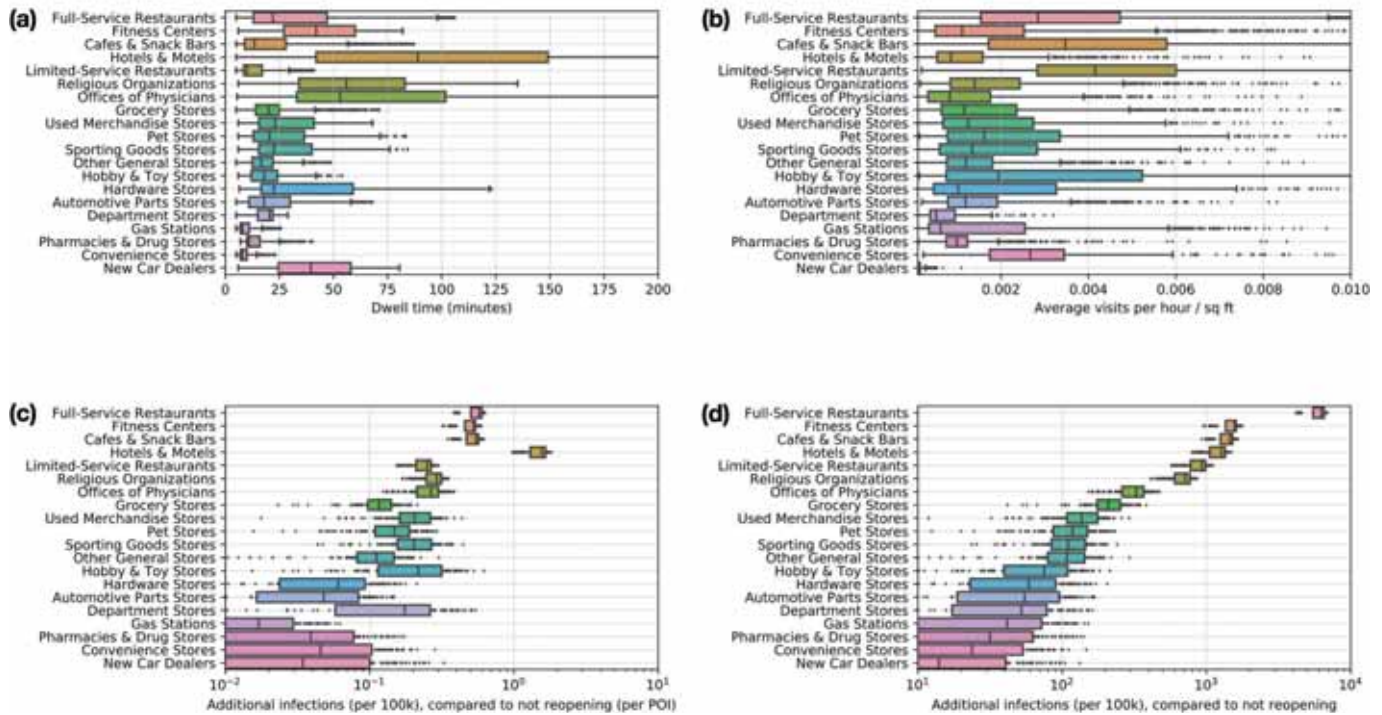 (a)
Full-Service Restaurants
Fitness Centers
Cafes & Snack Bars
Hotels & Motels
Limited-Service Restaurants
Religious Organizations
Offices of Physicians
Grocery Stores
Used Merchandise Stores
Pet Stores
Sporting Goods Stores
Other General Stores
Hobby & Toy Stores
Hardware Stores
Automotive Parts Stores
Department Stores
Gas Stations
Pharmacies & Drug Stores
Convenience Stores
New Car Dealers
0 25 50 75 100 125 150 175 200
Dwell time (minutes)
(b)
Full-Service Restaurants
Fitness Centers
Cafes & Snack Bars
Hotels & Motels
Limited-Service Restaurants
Religious Organizations
Offices of Physicians
Grocery Stores
Used Merchandise Stores
Pet Stores
Sporting Goods Stores
Other General Stores
Hobby & Toy Stores
Hardware Stores
Automotive Parts Stores
Department Stores
Gas Stations
Pharmacies & Drug Stores
Convenience Stores
New Car Dealers
0.002 0.004 0.006 0.008 0.010
Average visits per hour / sq ft
(c)
Full-Service Restaurants
Fitness Centers
Cafes & Snack Bars
Hotels & Motels
Limited-Service Restaurants
Religious Organizations
Offices of Physicians
Grocery Stores
Used Merchandise Stores
Pet Stores
Sporting Goods Stores
Other General Stores
Hobby & Toy Stores
Hardware Stores
Automotive Parts Stores
Department Stores
Gas Stations
Pharmacies & Drug Stores
Convenience Stores
New Car Dealers
10⁻² 10⁻¹ 10⁰ 10¹
Additional infections (per 100k), compared to not reopening (per POI)
(d)
Full-Service Restaurants
Fitness Centers
Cafes & Snack Bars
Hotels & Motels
Limited-Service Restaurants
Religious Organizations
Offices of Physicians
Grocery Stores
Used Merchandise Stores
Pet Stores
Sporting Goods Stores
Other General Stores
Hobby & Toy Stores
Hardware Stores
Automotive Parts Stores
Department Stores
Gas Stations
Pharmacies & Drug Stores
Convenience Stores
New Car Dealers
10¹ 10² 10³ 10⁴
Additional infections (per 100k), compared to not reopening